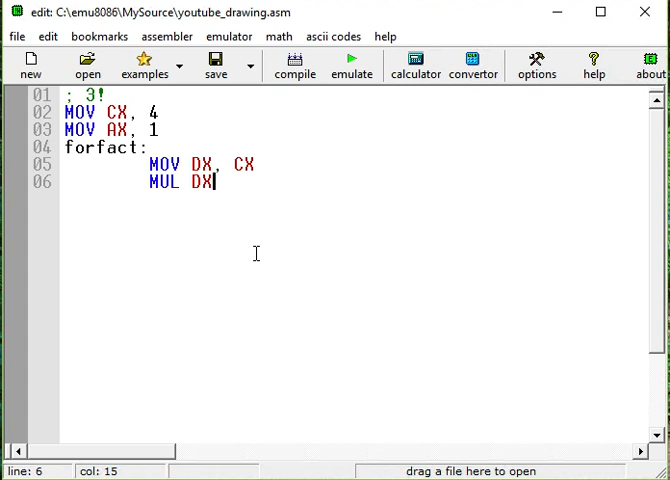 edit: C:\emu8086\MySource\youtube_drawing.asm
file edit bookmarks assembler emulator math ascii codes help
new open examples save compile emulate calculator convertor options help about
01 ; 3!
02 MOV CX, 4
03 MOV AX, 1
04 forfact:
05 MOV DX, CX
06 MUL DX
line: 6 col: 15 drag a file here to open